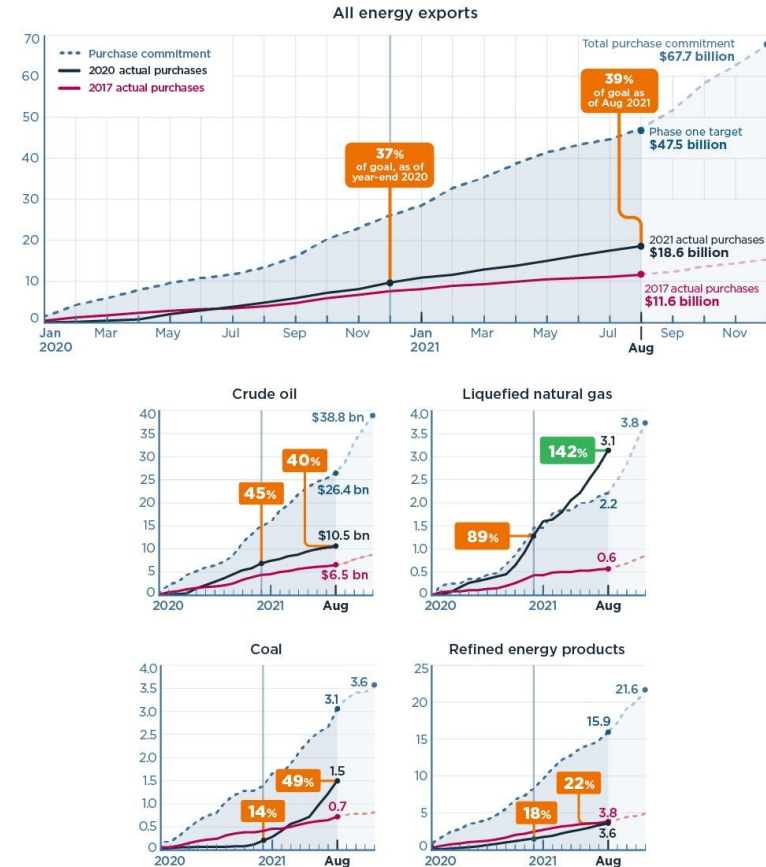 All energy exports
70
60
50
40
30
20
10
0
Purchase commitment
2020 actual purchases
2017 actual purchases
37%
of goal, as of
year-end 2020
39%
of goal as
of Aug 2021
Total purchase commitment
$67.7 billion
Phase one target
$47.5 billion
2021 actual purchases
$18.6 billion
2017 actual purchases
$11.6 billion
Jan Mar May Jul Sep Nov Jan Mar May Jul Sep Nov
2020 2021 Aug
Crude oil
40
35
30
25
20
15
10
5
0
$38.8 bn
40%
45%
$26.4 bn
$10.5 bn
$6.5 bn
2020 2021 Aug
Liquefied natural gas
4.0
3.5
3.0
2.5
2.0
1.5
1.0
0.5
0
3.8
3.1
142%
2.2
89%
0.6
2020 2021 Aug
Coal
4.0
3.5
3.0
2.5
2.0
1.5
1.0
0.5
0
3.6
3.1
1.5
49%
14%
0.7
2020 2021 Aug
Refined energy products
25
20
15
10
5
0
21.6
15.9
22%
18%
3.8
3.6
2020 2021 Aug